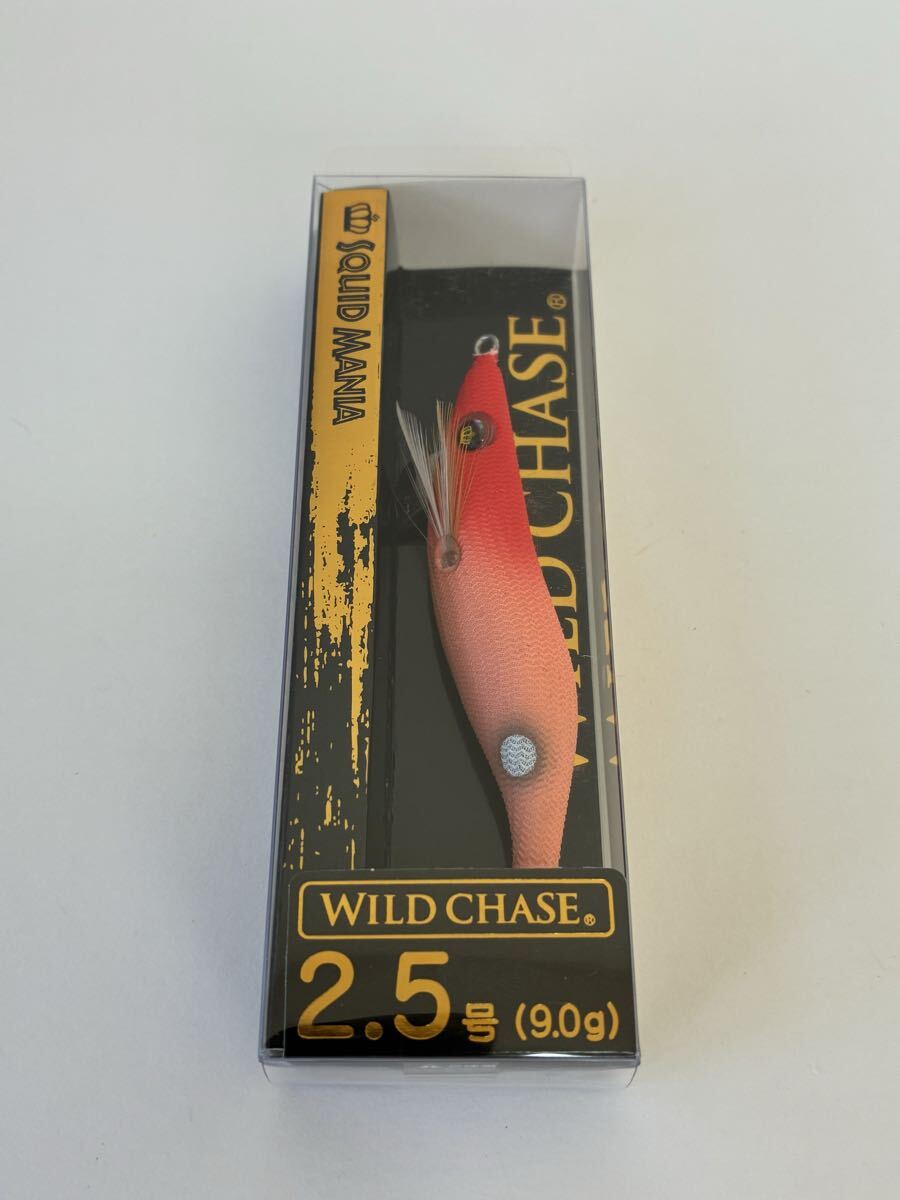 SQUID MANIA
WILD CHASE®
WILD CHASE®
2.5号 (9.0g)